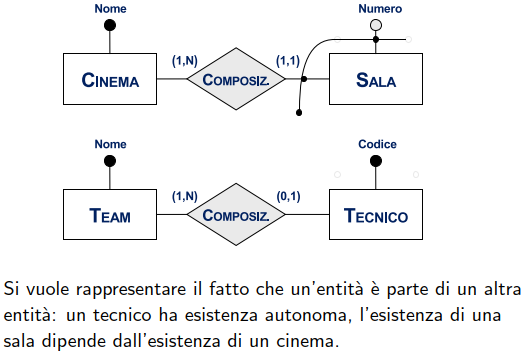 Nome
Numero
(1,N)
(1,1)
CINEMA
COMPOSIZ.
SALA
Nome
Codice
(1,N)
(0,1)
TEAM
COMPOSIZ.
TECNICO
Si vuole rappresentare il fatto che un'entità è parte di un altra
entità: un tecnico ha esistenza autonoma, l'esistenza di una
sala dipende dall'esistenza di un cinema.